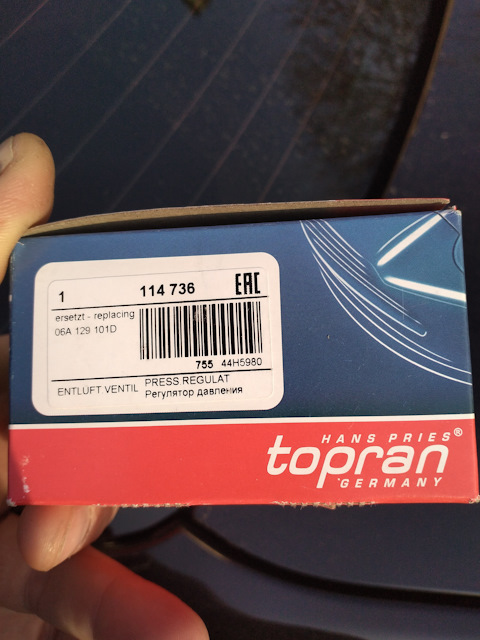 1 114 736 EAC
ersetzt - replacing
06A 129 101D
755 44H5980
ENTLÜFT VENTIL PRESS REGULAT
Регулятор давления
HANS PRIES®
topran
GERMANY